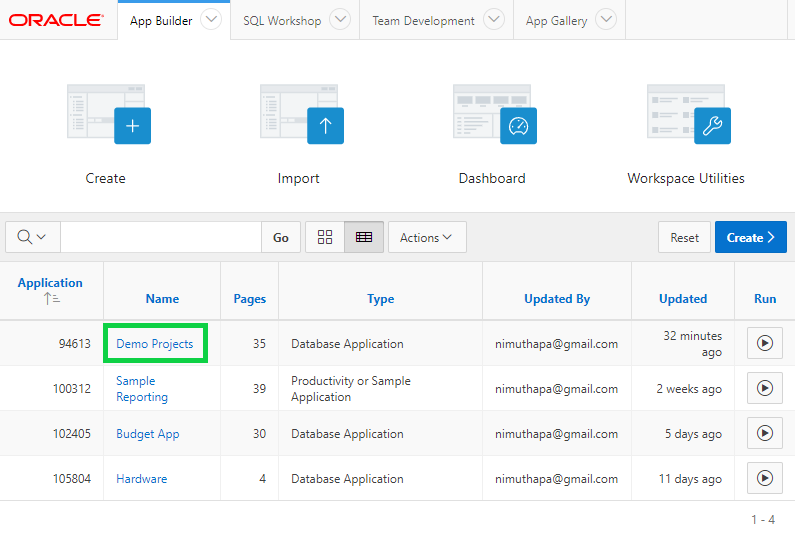 ORACLE App Builder SQL Workshop Team Development App Gallery
Create Import Dashboard Workspace Utilities
Go Actions Reset Create
Application Name Pages Type Updated By Updated Run
94613 Demo Projects 35 Database Application nimuthapa@gmail.com 32 minutes
ago
100312 Sample 39 Productivity or Sample nimuthapa@gmail.com 2 weeks ago
Reporting Application
102405 Budget App 30 Database Application nimuthapa@gmail.com 5 days ago
105804 Hardware 4 Database Application nimuthapa@gmail.com 11 days ago
1 - 4